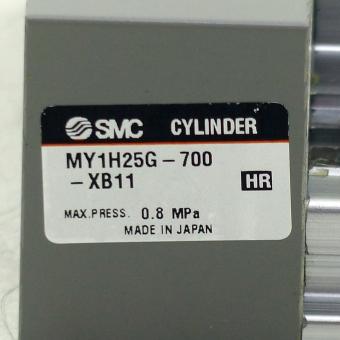 SMC CYLINDER
MY1H25G-700
-XB11 HR
MAX.PRESS. 0.8 MPa
MADE IN JAPAN